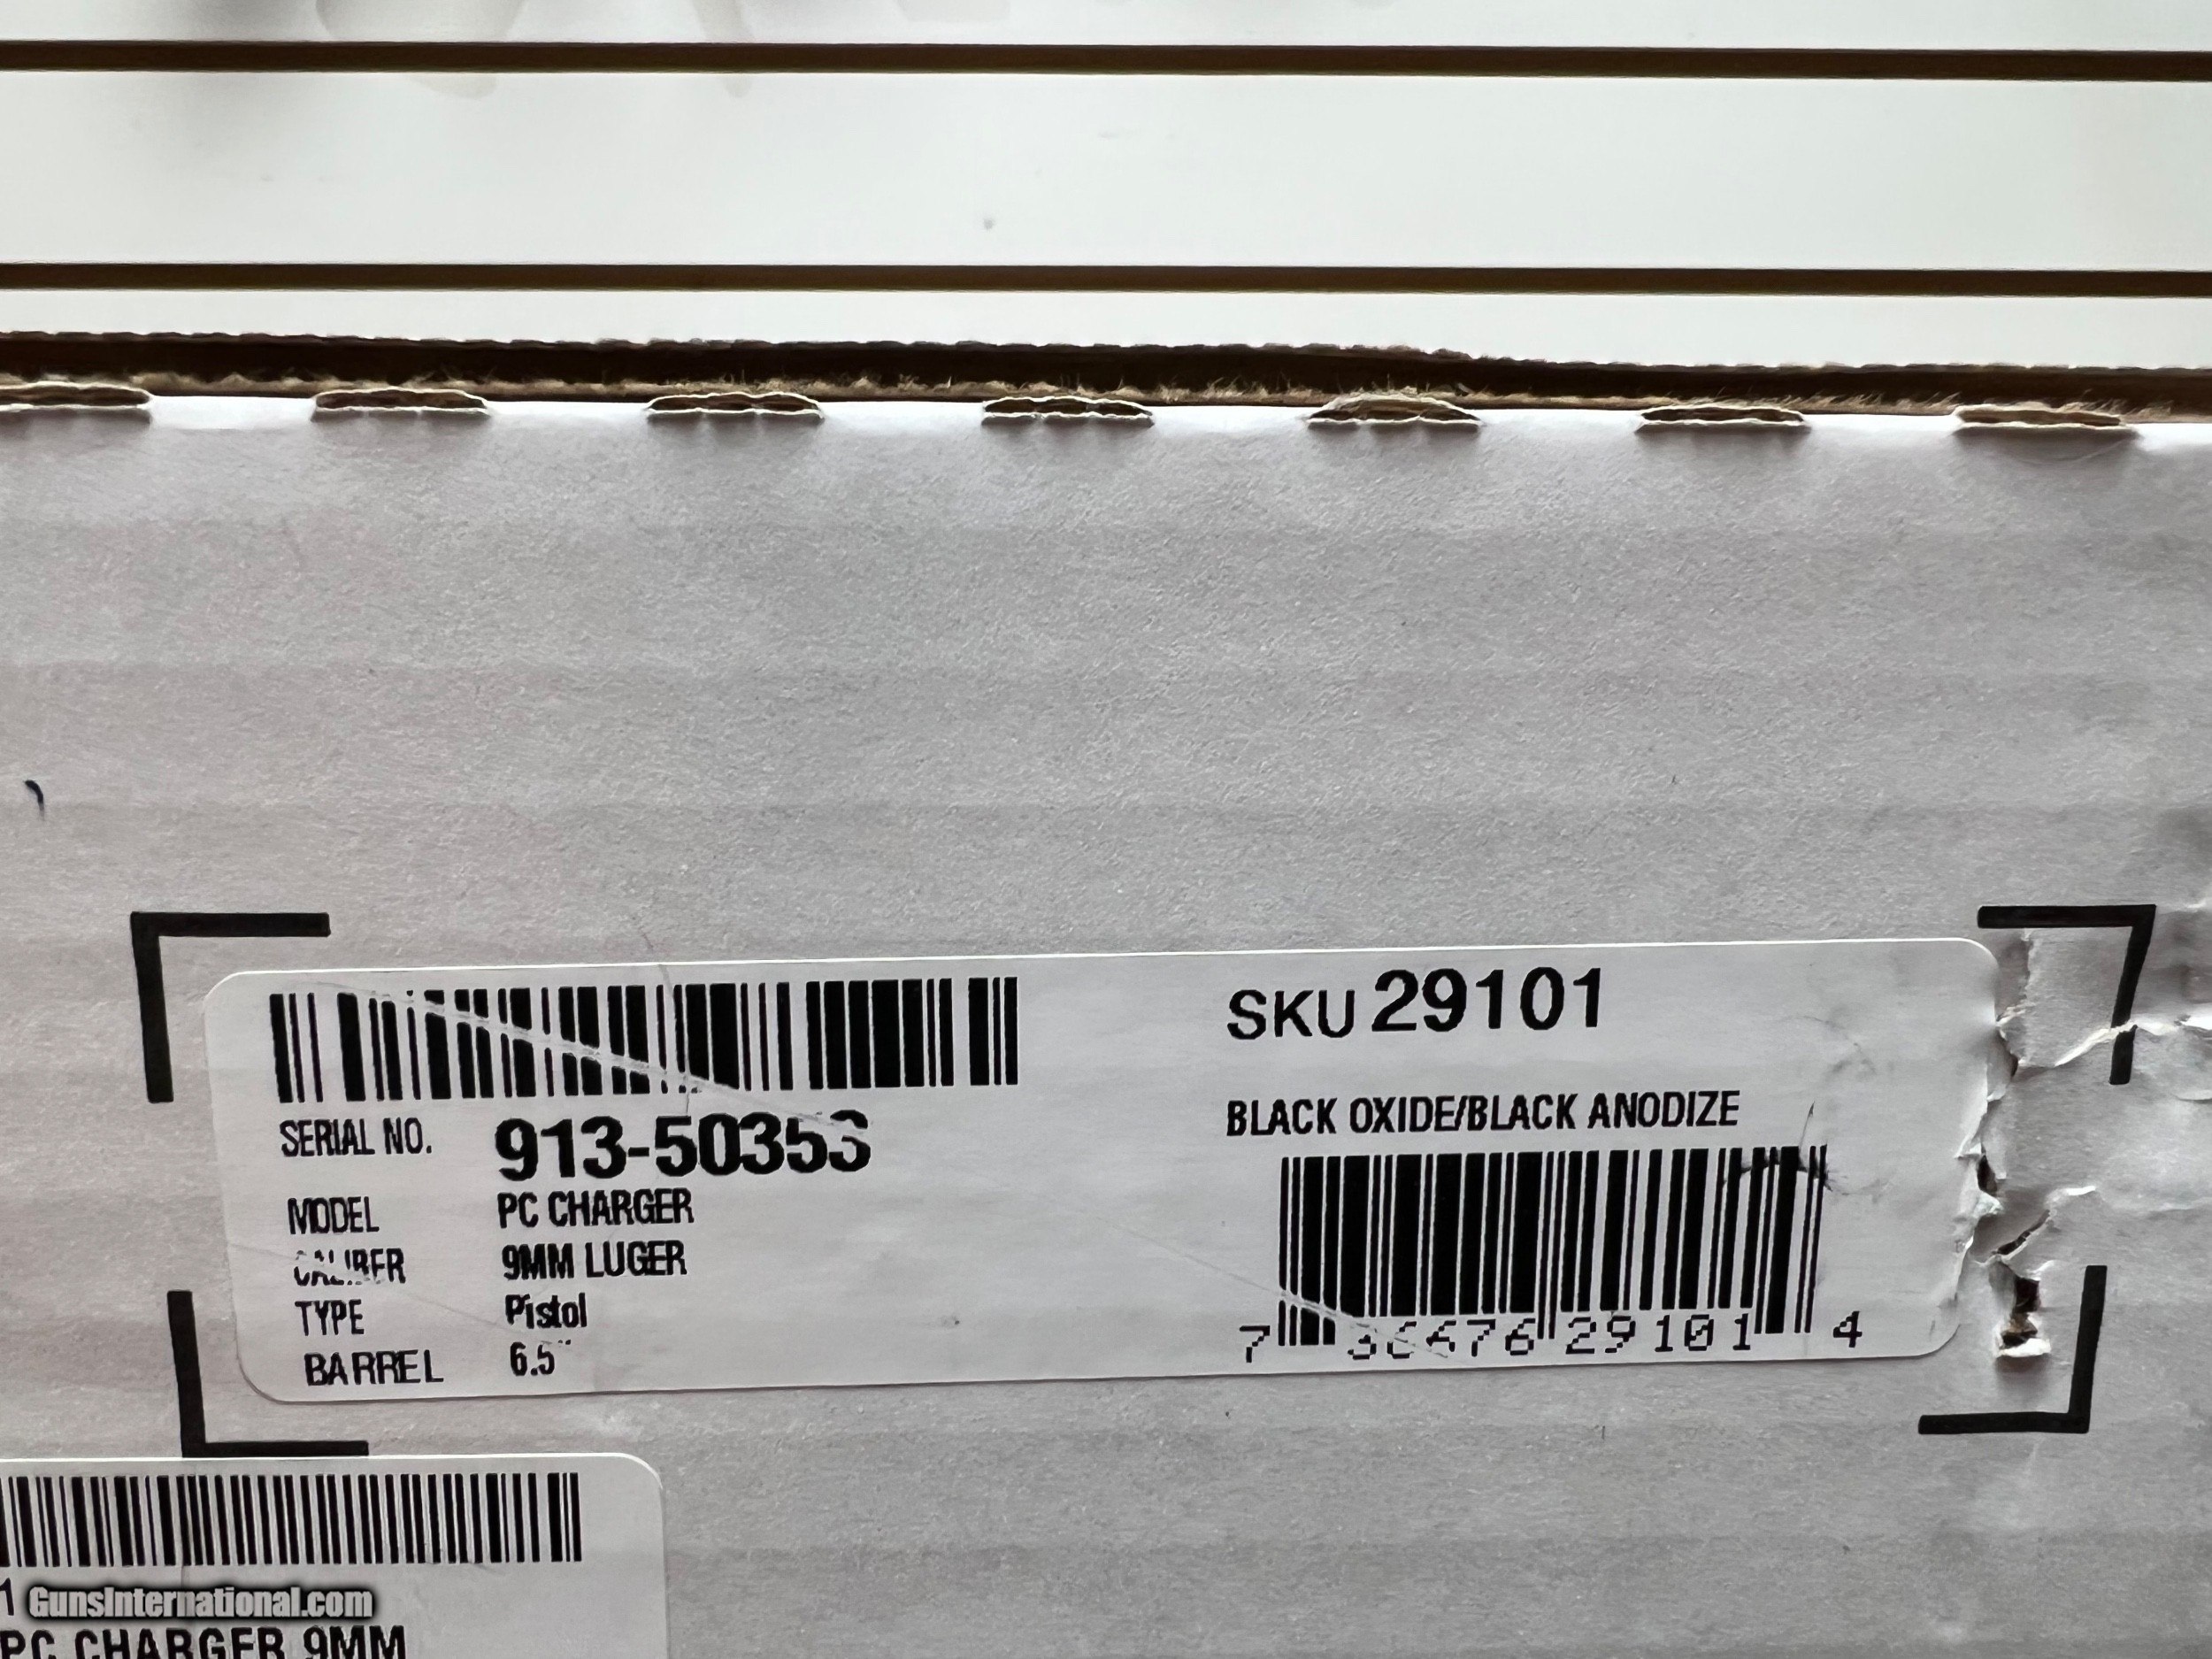 SKU 29101
BLACK OXIDE/BLACK ANODIZE
SERIAL NO. 913-50353
MODEL PC CHARGER
CALIBER 9MM LUGER
TYPE Pistol
BARREL 6.5"
7 36676 29101 4
1 GunsInternational.com
PC CHARGER 9MM